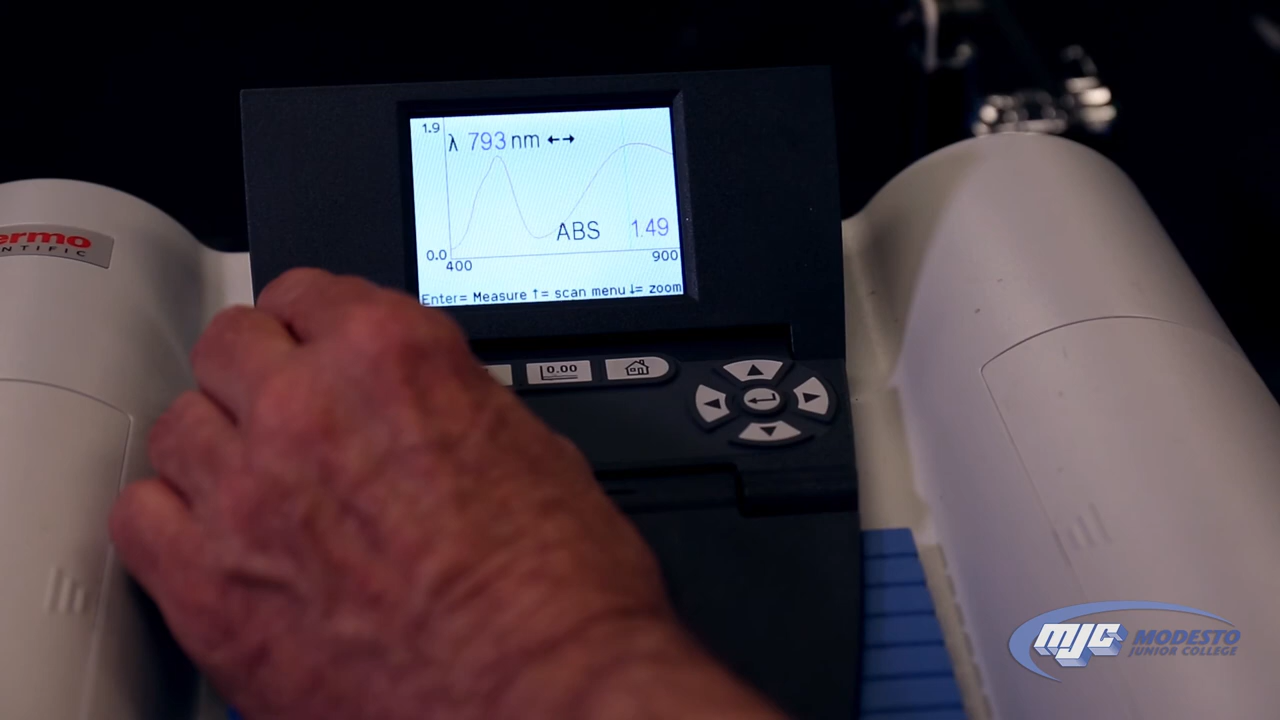 1.9
λ 793 nm ←→
ABS 1.49
0.0
400 900
Enter= Measure ↑= scan menu ↓= zoom
ermo
NTIFIC
0.00
mjc MODESTO
JUNIOR COLLEGE